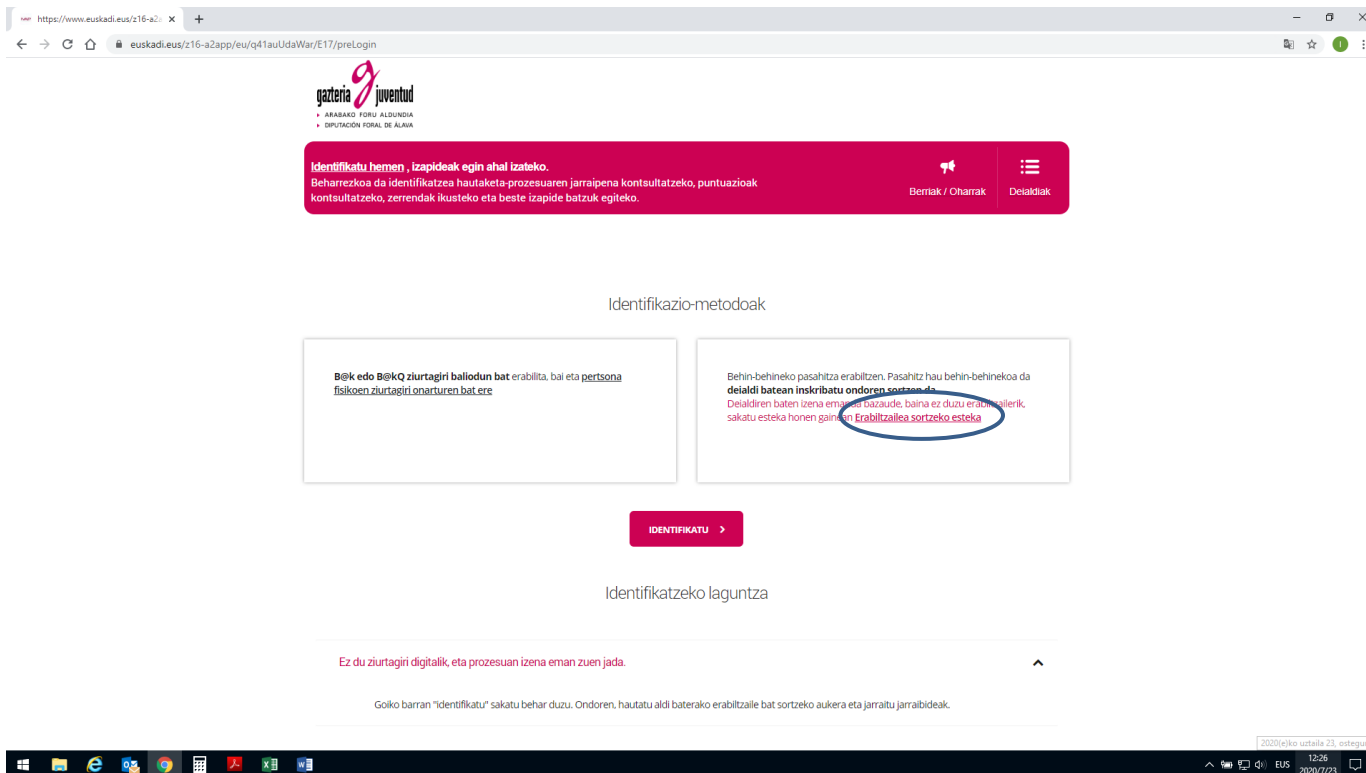 https://www.euskadi.eus/z16-a2a
euskadi.eus/z16-a2app/eu/q41auUdaWar/E17/preLogin
I
gazteria juventud
ARABAKO FORU ALDUNDIA
DIPUTACIÓN FORAL DE ÁLAVA
Identifikatu hemen , izapideak egin ahal izateko.
Beharrezkoa da identifikatzea hautaketa-prozesuaren jarraipena kontsultatzeko, puntuazioak
kontsultatzeko, zerrendak ikusteko eta beste izapide batzuk egiteko.
Berriak / Oharrak
Deialdiak
Identifikazio-metodoak
B@k edo B@kQ ziurtagiri baliodun bat erabilita, bai eta pertsona
fisikoen ziurtagiri onarturen bat ere
Behin-behineko pasahitza erabiltzen. Pasahitz hau behin-behinekoa da
deialdi batean inskribatu ondoren sortzen da
Deialdiren baten izena emanda bazaude, baina ez duzu erabiltzailerik,
sakatu esteka honen gainean Erabiltzailea sortzeko esteka
IDENTIFIKATU >
Identifikatzeko laguntza
Ez du ziurtagiri digitalik, eta prozesuan izena eman zuen jada.
Goiko barran "identifikatu" sakatu behar duzu. Ondoren, hautatu aldi baterako erabiltzaile bat sortzeko aukera eta jarraitu jarraibideak.
2020(e)ko uztaila 23, ostegun
EUS
12:26
2020/7/23